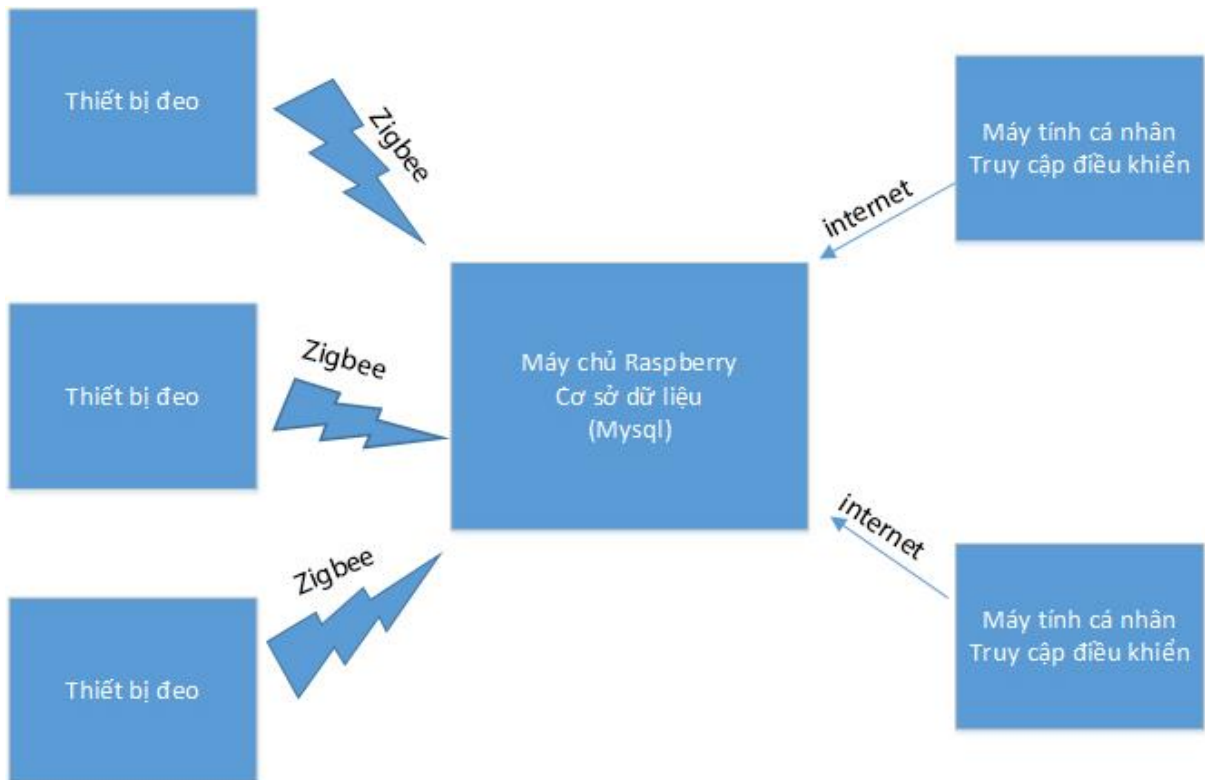 Thiết bị đeo
Zigbee
Máy tính cá nhân
Truy cập điều khiển
internet
Thiết bị đeo
Zigbee
Máy chủ Raspberry
Cơ sở dữ liệu
(Mysql)
internet
Thiết bị đeo
Zigbee
Máy tính cá nhân
Truy cập điều khiển